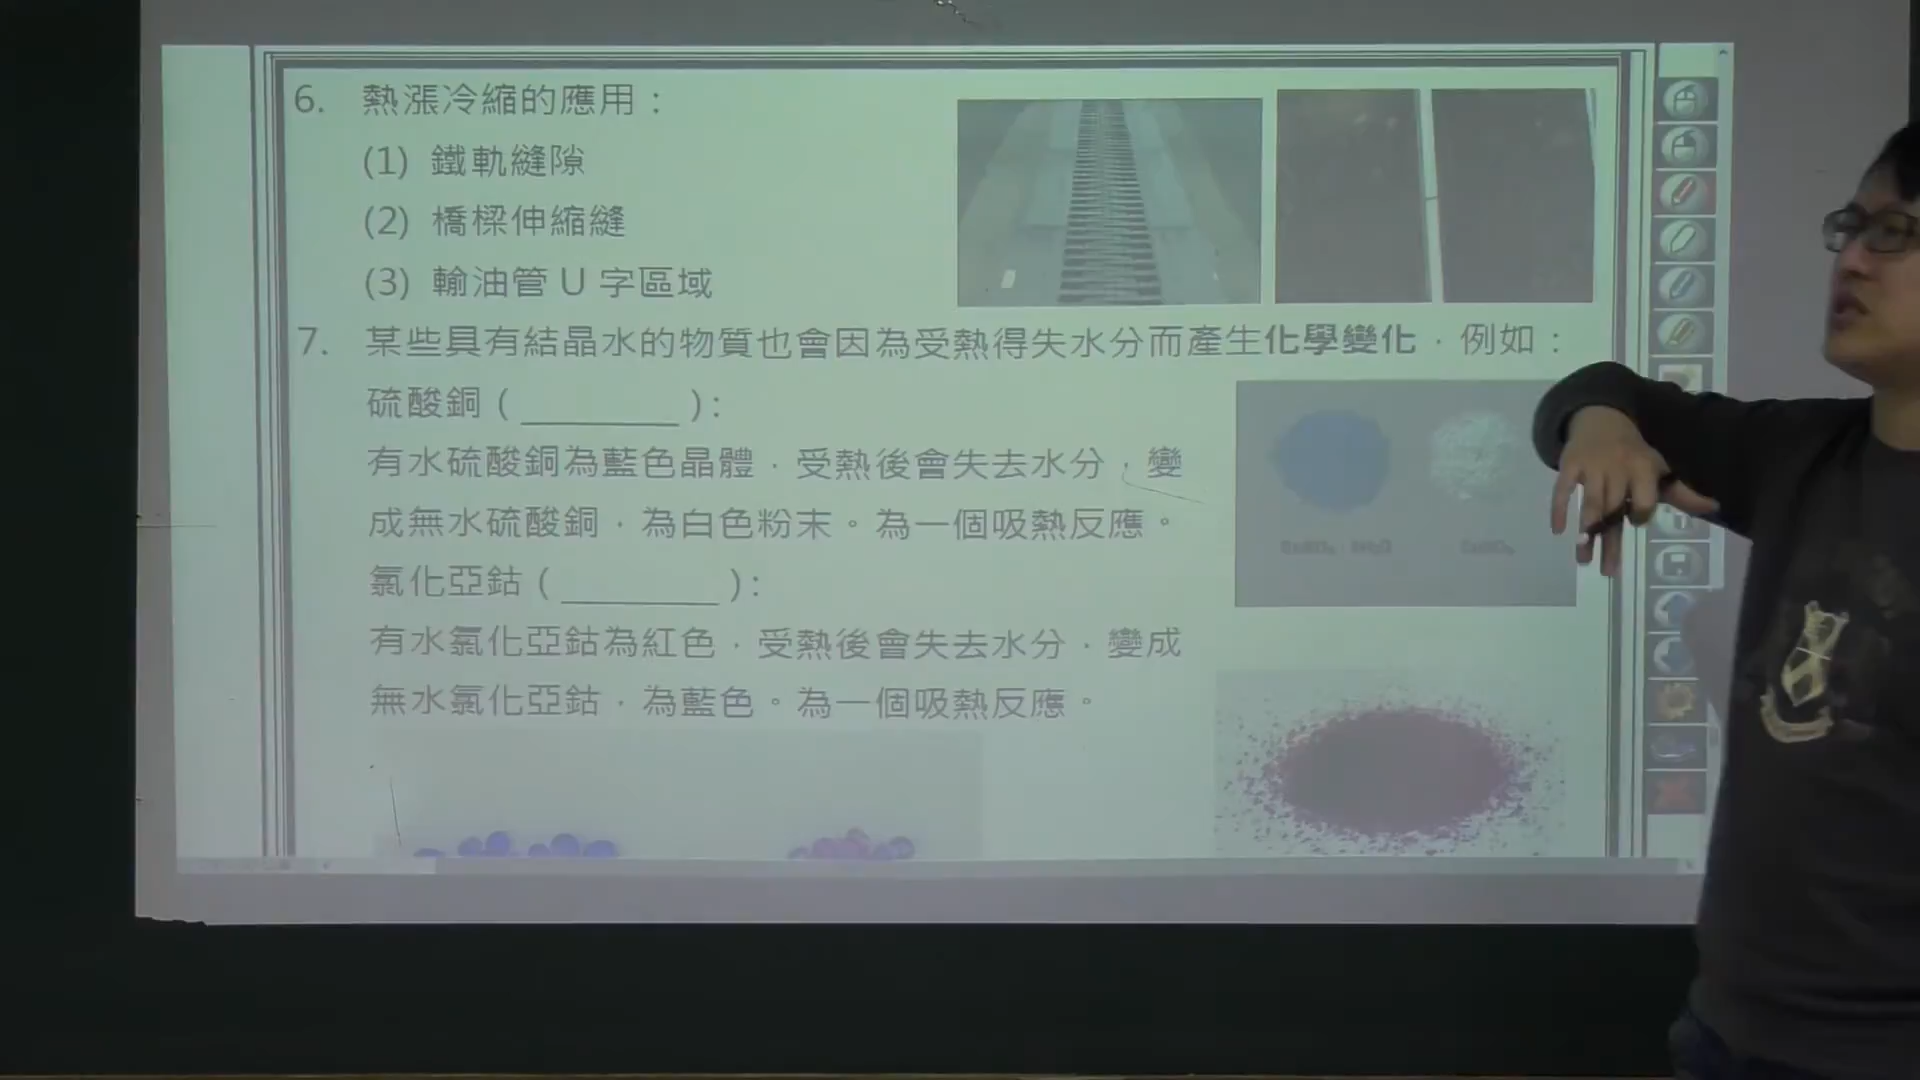 6. 熱漲冷縮的應用：
(1) 鐵軌縫隙
(2) 橋樑伸縮縫
(3) 輸油管 U 字區域
7. 某些具有結晶水的物質也會因為受熱得失水分而產生化學變化，例如：
硫酸銅 ( ________ )：
有水硫酸銅為藍色晶體，受熱後會失去水分，變
成無水硫酸銅，為白色粉末。為一個吸熱反應。
氯化亞鈷 ( ________ )：
有水氯化亞鈷為紅色，受熱後會失去水分，變成
無水氯化亞鈷，為藍色。為一個吸熱反應。